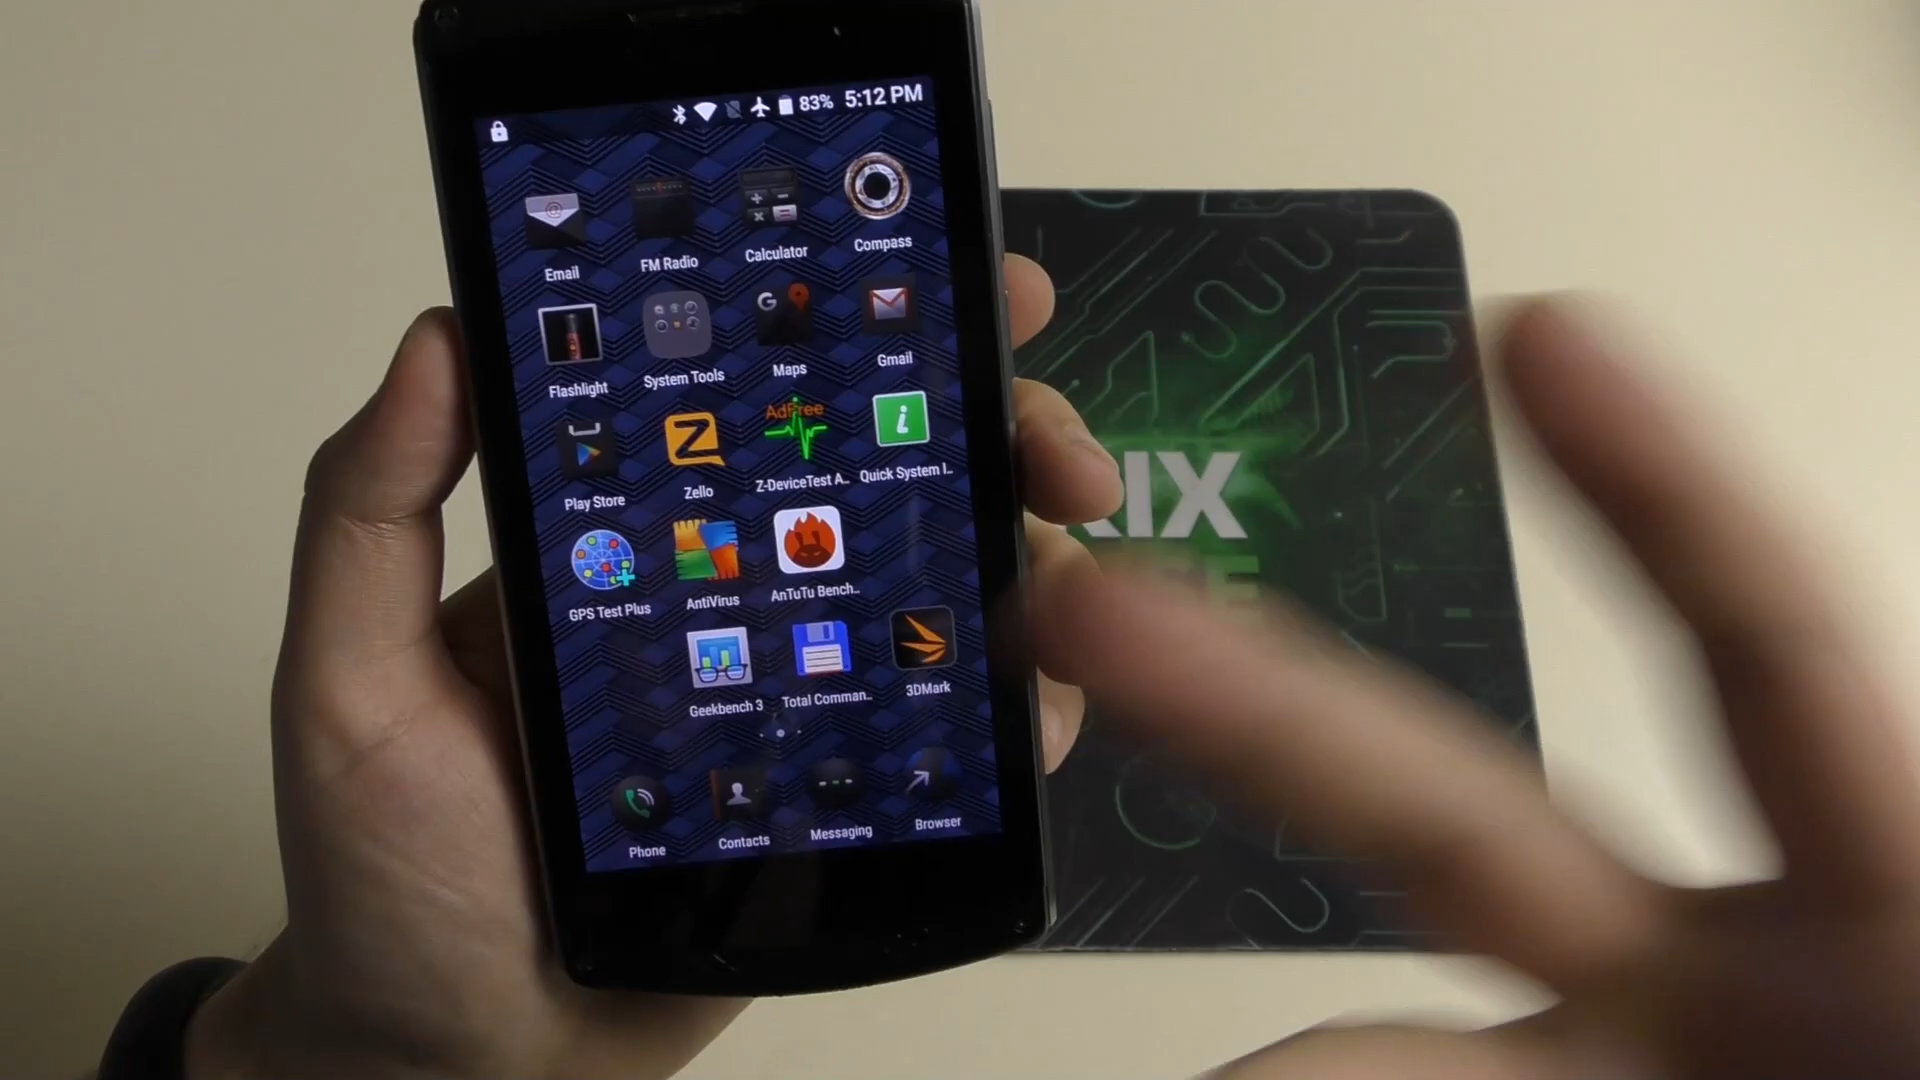 83% 5:12 PM
Email
FM Radio
Calculator
Compass
G
Flashlight
System Tools
Maps
Gmail
AdFree
Z
i
Play Store
Zello
Z-DeviceTest A..
Quick System I..
GPS Test Plus
AntiVirus
AnTuTu Bench..
Geekbench 3
Total Comman..
3DMark
Phone
Contacts
Messaging
Browser
RIX